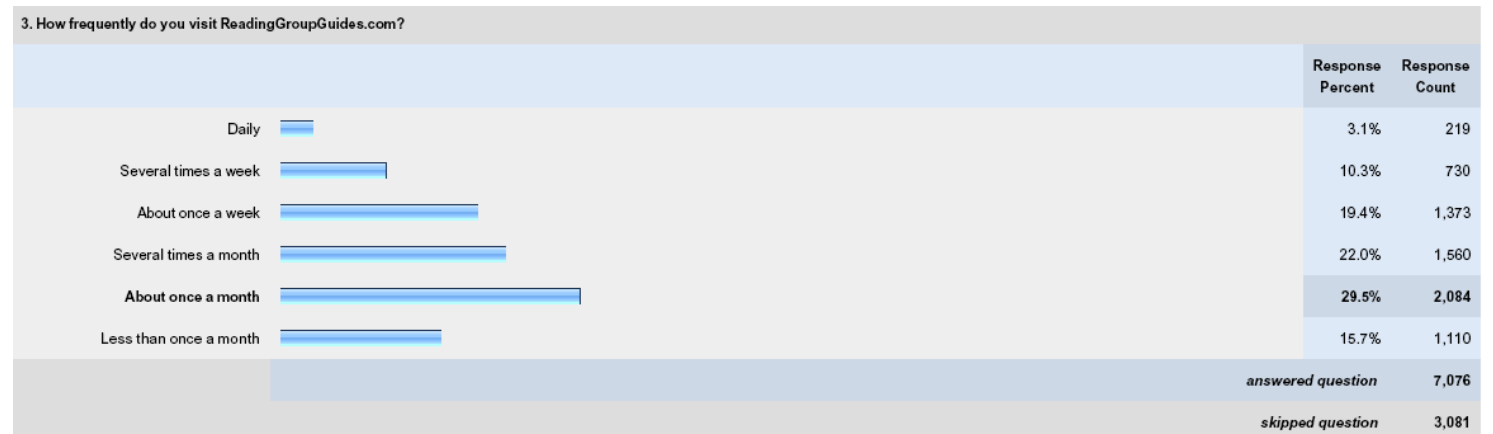 3. How frequently do you visit ReadingGroupGuides.com?
Response Percent Response Count
Daily 3.1% 219
Several times a week 10.3% 730
About once a week 19.4% 1,373
Several times a month 22.0% 1,560
About once a month 29.5% 2,084
Less than once a month 15.7% 1,110
answered question 7,076
skipped question 3,081